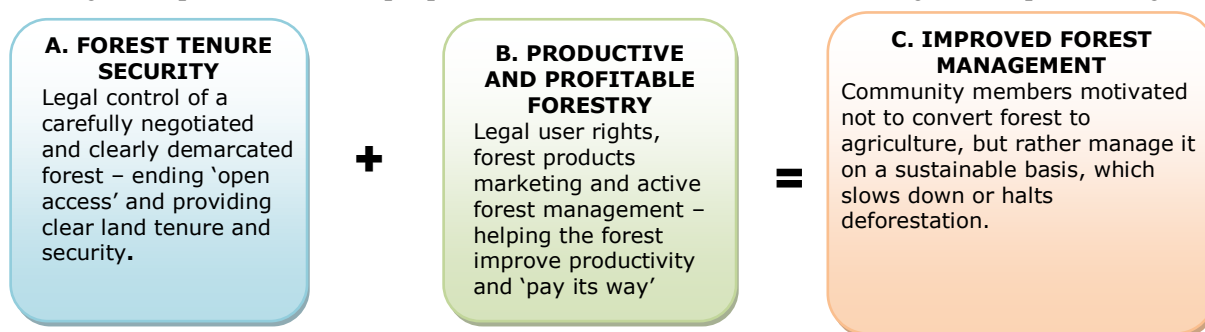 A. FOREST TENURE
SECURITY
Legal control of a
carefully negotiated
and clearly demarcated
forest – ending ‘open
access’ and providing
clear land tenure and
security.
+
B. PRODUCTIVE
AND PROFITABLE
FORESTRY
Legal user rights,
forest products
marketing and active
forest management –
helping the forest
improve productivity
and ‘pay its way’
=
C. IMPROVED FOREST
MANAGEMENT
Community members motivated
not to convert forest to
agriculture, but rather manage it
on a sustainable basis, which
slows down or halts
deforestation.